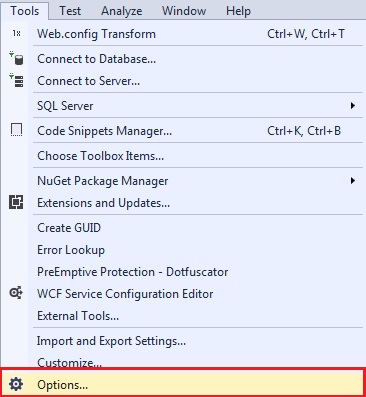 Tools Test Analyze Window Help
Web.config Transform Ctrl+W, Ctrl+T
Connect to Database...
Connect to Server...
SQL Server
Code Snippets Manager... Ctrl+K, Ctrl+B
Choose Toolbox Items...
NuGet Package Manager
Extensions and Updates...
Create GUID
Error Lookup
PreEmptive Protection - Dotfuscator
WCF Service Configuration Editor
External Tools...
Import and Export Settings...
Customize...
Options...